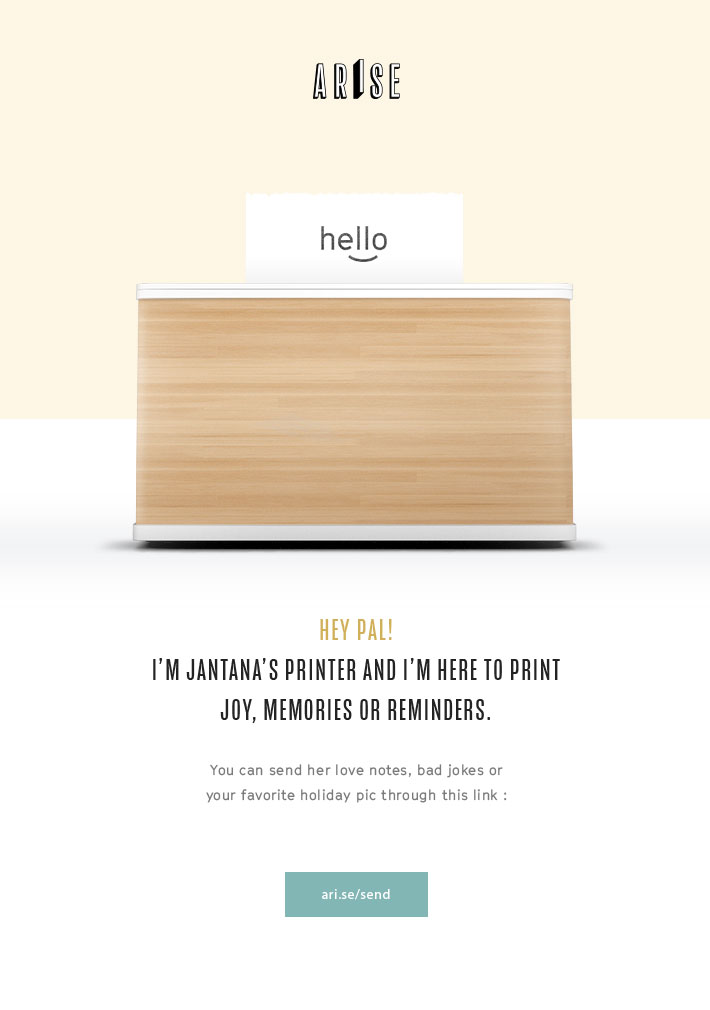 ARISE
hello
HEY PAL!
I'M JANTANA'S PRINTER AND I'M HERE TO PRINT
JOY, MEMORIES OR REMINDERS.
You can send her love notes, bad jokes or
your favorite holiday pic through this link :
ari.se/send